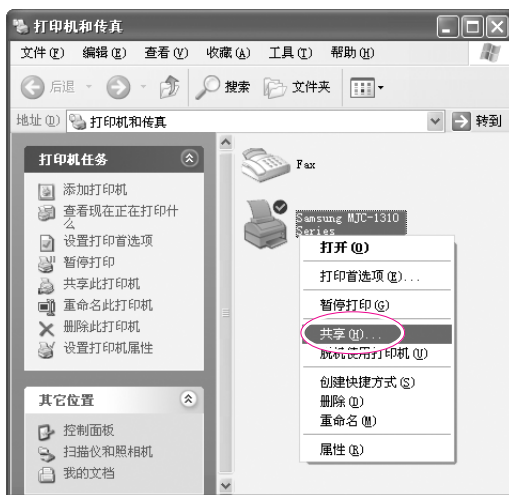 打印机和传真
文件(F) 编辑(E) 查看(V) 收藏(A) 工具(T) 帮助(H)
后退 搜索 文件夹
地址(D) 打印机和传真 转到
打印机任务
添加打印机
查看现在正在打印什
么
设置打印首选项
暂停打印
共享此打印机
重命名此打印机
删除此打印机
设置打印机属性
其它位置
控制面板
扫描仪和照相机
我的文档
Fax
Samsung MJC-1310
Series
打开(O)
打印首选项(E)...
暂停打印(G)
共享(H)...
脱机使用打印机(U)
创建快捷方式(S)
删除(D)
重命名(M)
属性(R)